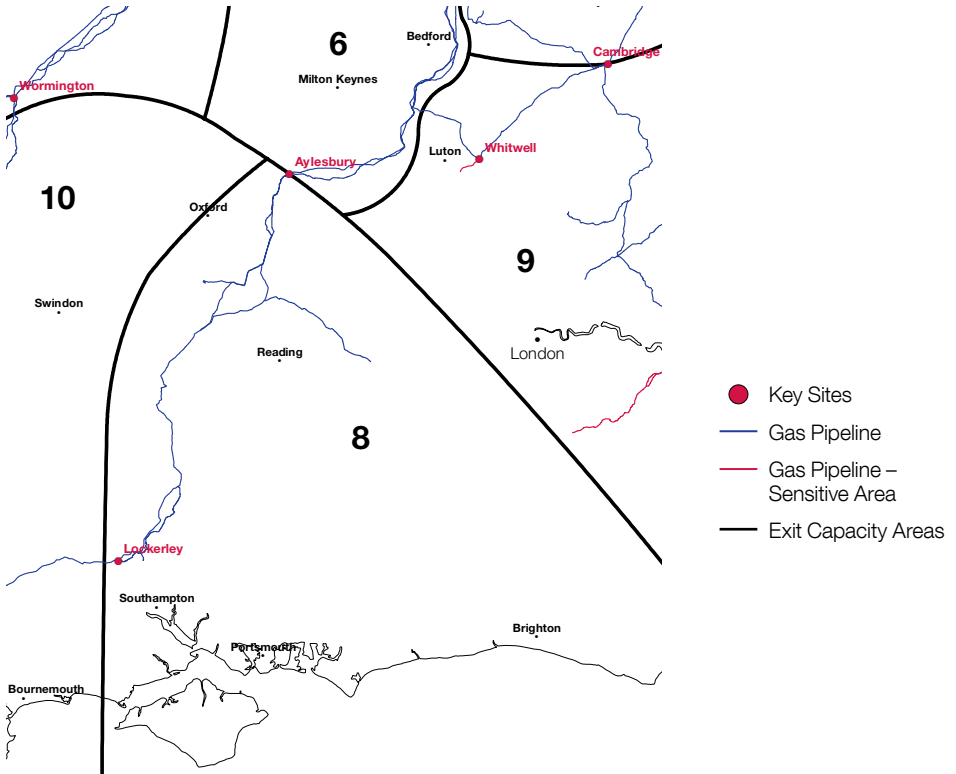 Bedford
6
Cambridge
Milton Keynes
Wormington
Luton
Whitwell
Aylesbury
10
Oxford
9
Swindon
Reading
London
Key Sites
Gas Pipeline
8
Gas Pipeline –
Sensitive Area
Exit Capacity Areas
Lockerley
Southampton
Brighton
Portsmouth
Bournemouth